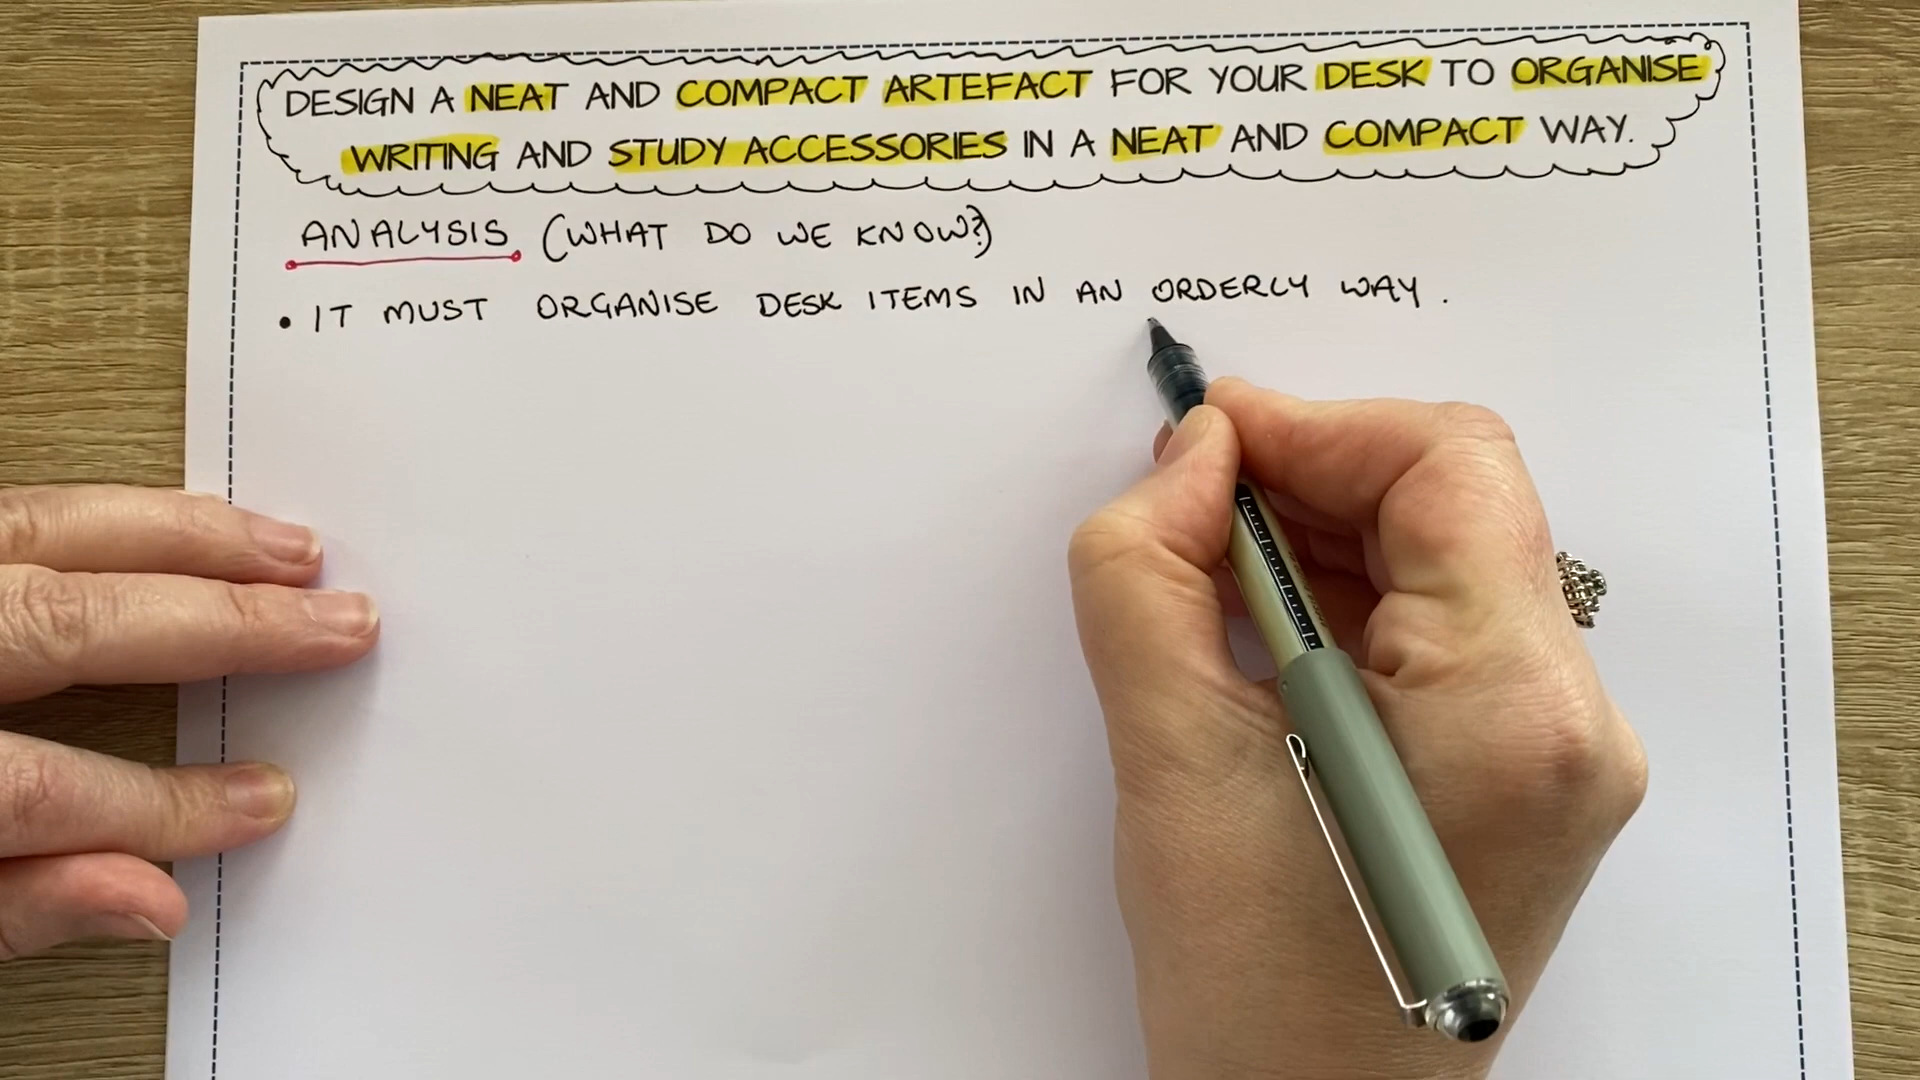 DESIGN A NEAT AND COMPACT ARTEFACT FOR YOUR DESK TO ORGANISE
WRITING AND STUDY ACCESSORIES IN A NEAT AND COMPACT WAY.
ANALYSIS (WHAT DO WE KNOW?)
• IT MUST ORGANISE DESK ITEMS IN AN ORDERLY WAY.